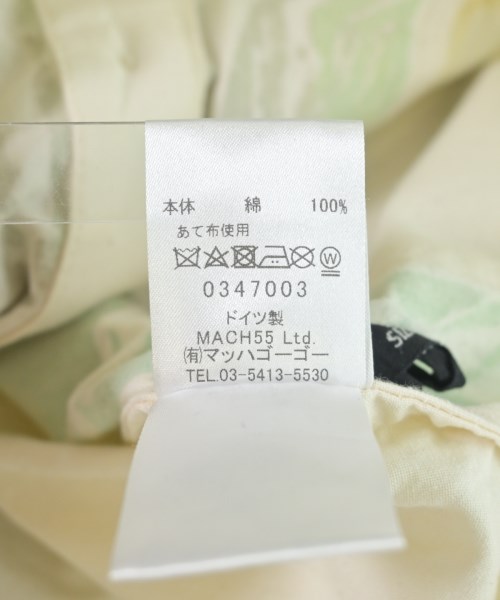 本体 綿 100%
あて布使用
W
0347003
ドイツ製
MACH55 Ltd.
㈲マッハゴーゴー
TEL.03-5413-5530